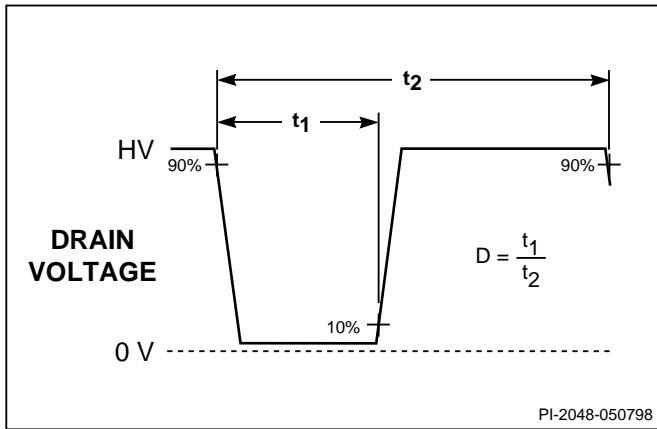 t2
t1
HV
90%
90%
DRAIN
VOLTAGE
D = t1
t2
10%
0 V
PI-2048-050798